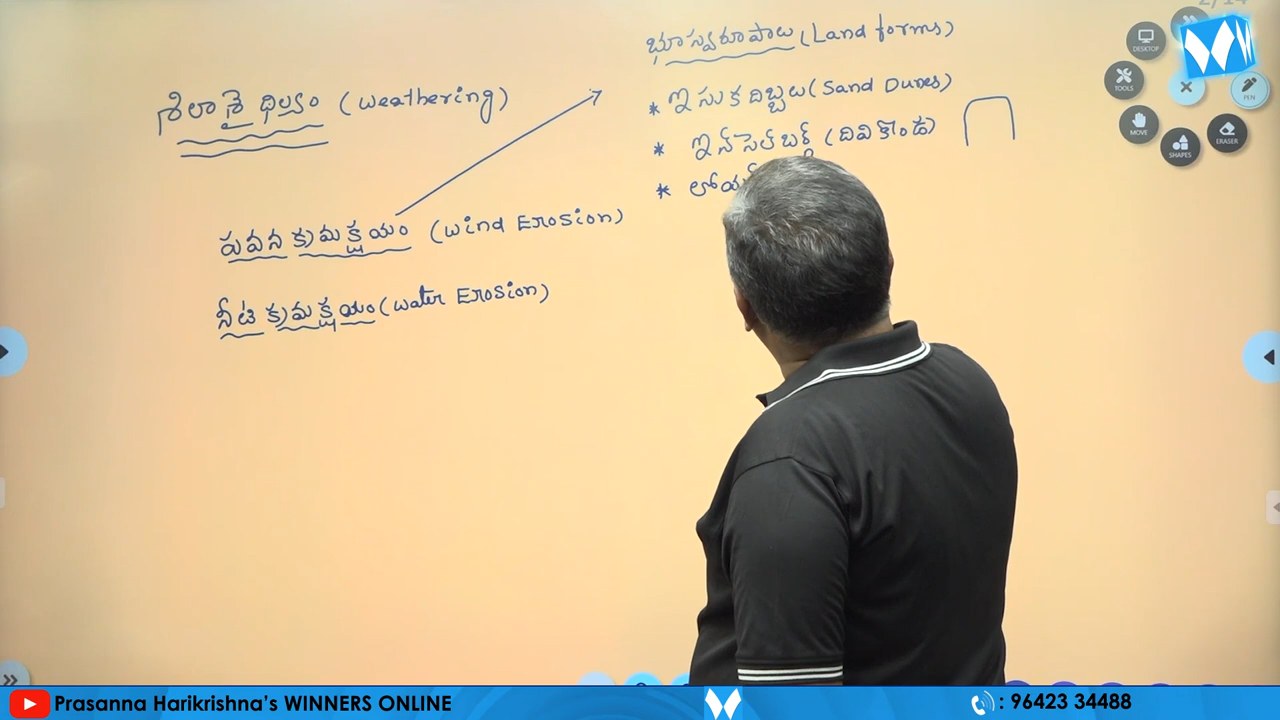 భూస్వరూపాలు (Land forms)
శిలాశైథిల్యం (Weathering)
* ఇసుకదిబ్బలు (Sand Dunes)
* ఇన్‌సెల్‌బర్గ్ (దివికొండ)
*
పవన క్రమక్షయం (Wind Erosion)
నీటి క్రమక్షయం (Water Erosion)
DESKTOP
TOOLS
PEN
MOVE
SHAPES
ERASER
Prasanna Harikrishna's WINNERS ONLINE
: 96423 34488